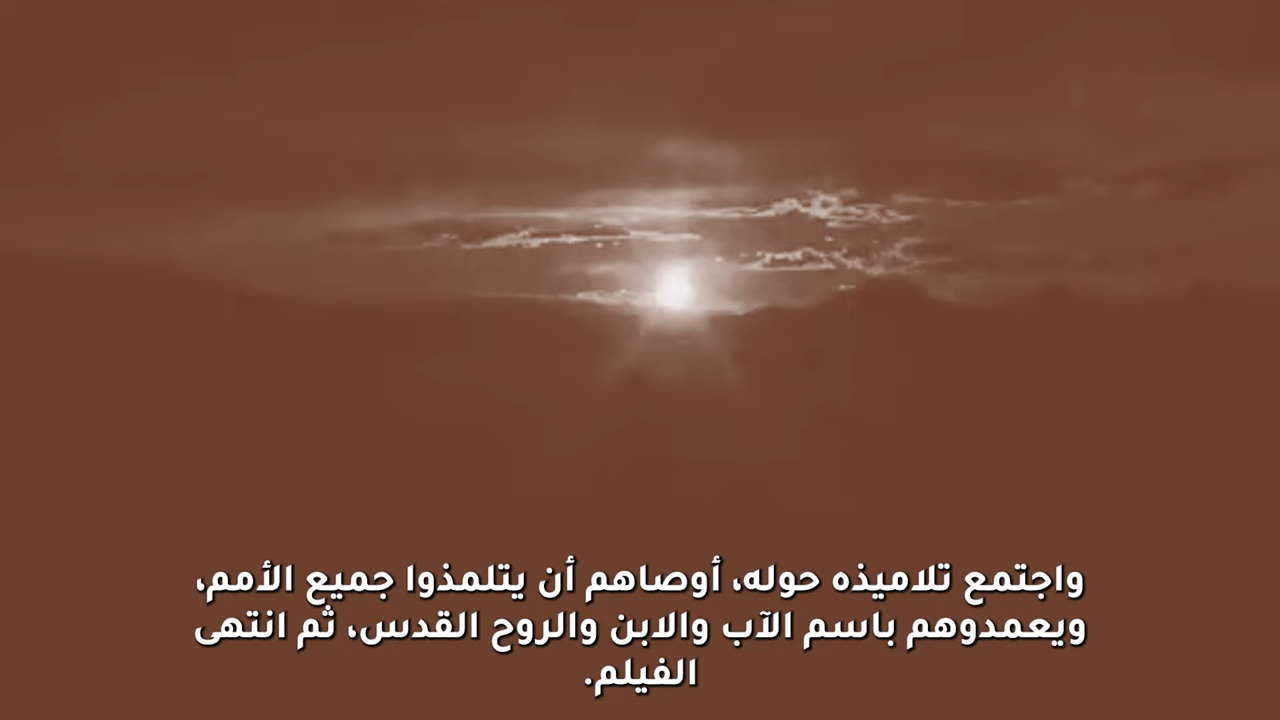 واجتمع تلاميذه حوله، أوصاهم أن يتلمذوا جميع الأمم،
ويعمدوهم باسم الآب والابن والروح القدس، ثم انتهى
الفيلم.